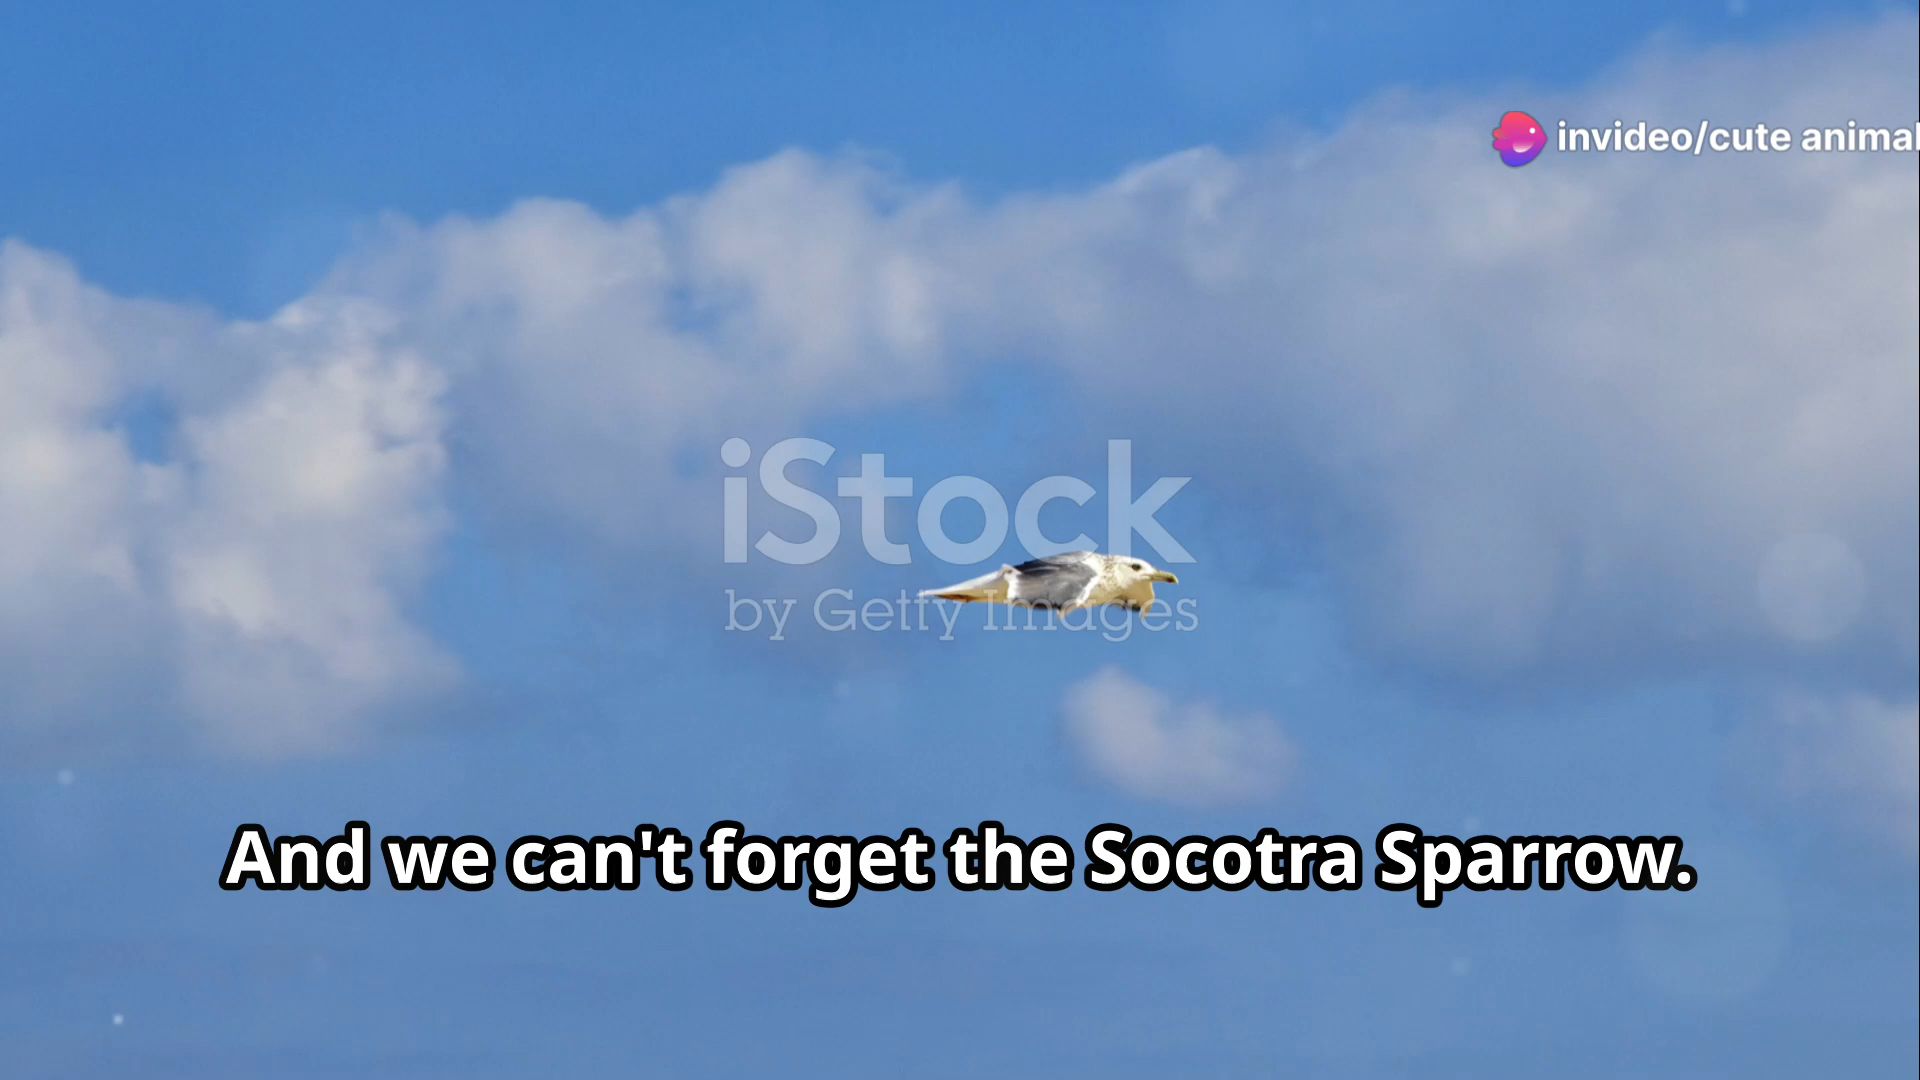 invideo/cute animal
iStock
by Getty Images
And we can't forget the Socotra Sparrow.